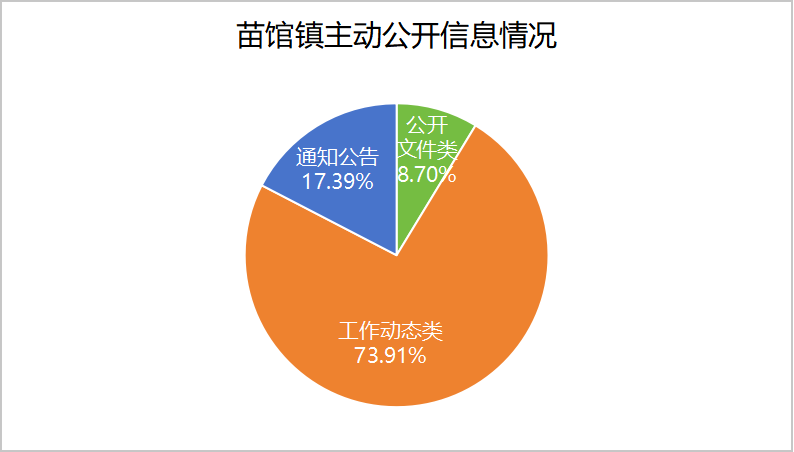 苗馆镇主动公开信息情况
公开
文件类
8.70%
通知公告
17.39%
工作动态类
73.91%